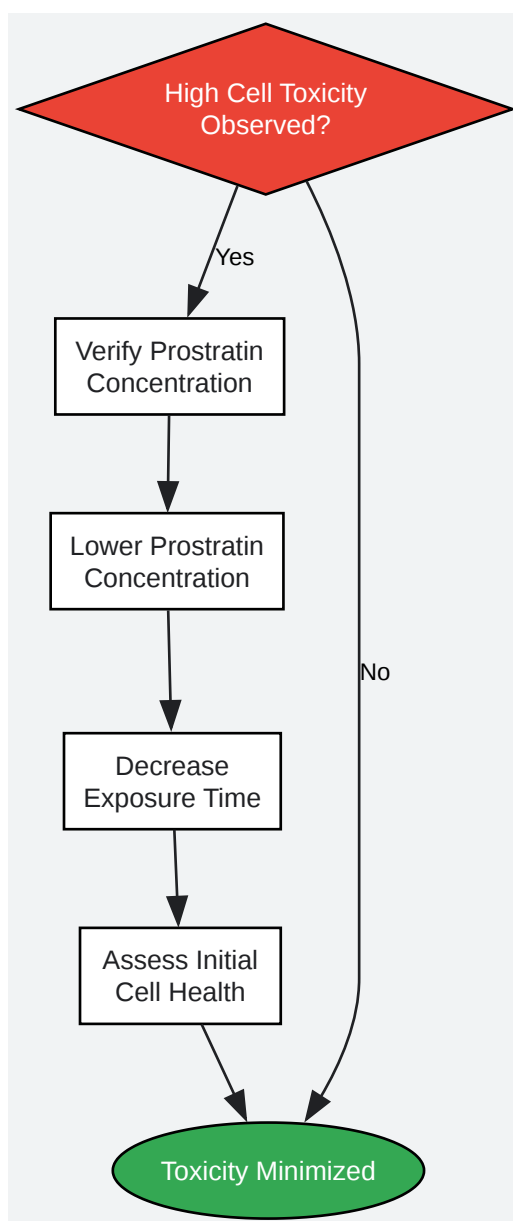 High Cell Toxicity
Observed?
Yes
Verify Prostratin
Concentration
Lower Prostratin
Concentration
No
Decrease
Exposure Time
Assess Initial
Cell Health
Toxicity Minimized